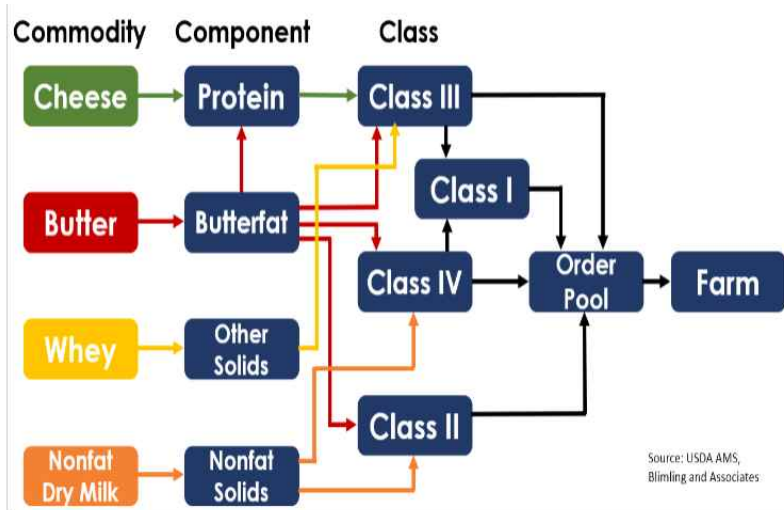 Commodity Component Class
Cheese
Protein
Class III
Class I
Butter
Butterfat
Class IV
Order
Pool
Farm
Whey
Other
Solids
Class II
Nonfat
Dry Milk
Nonfat
Solids
Source: USDA AMS,
Blimling and Associates